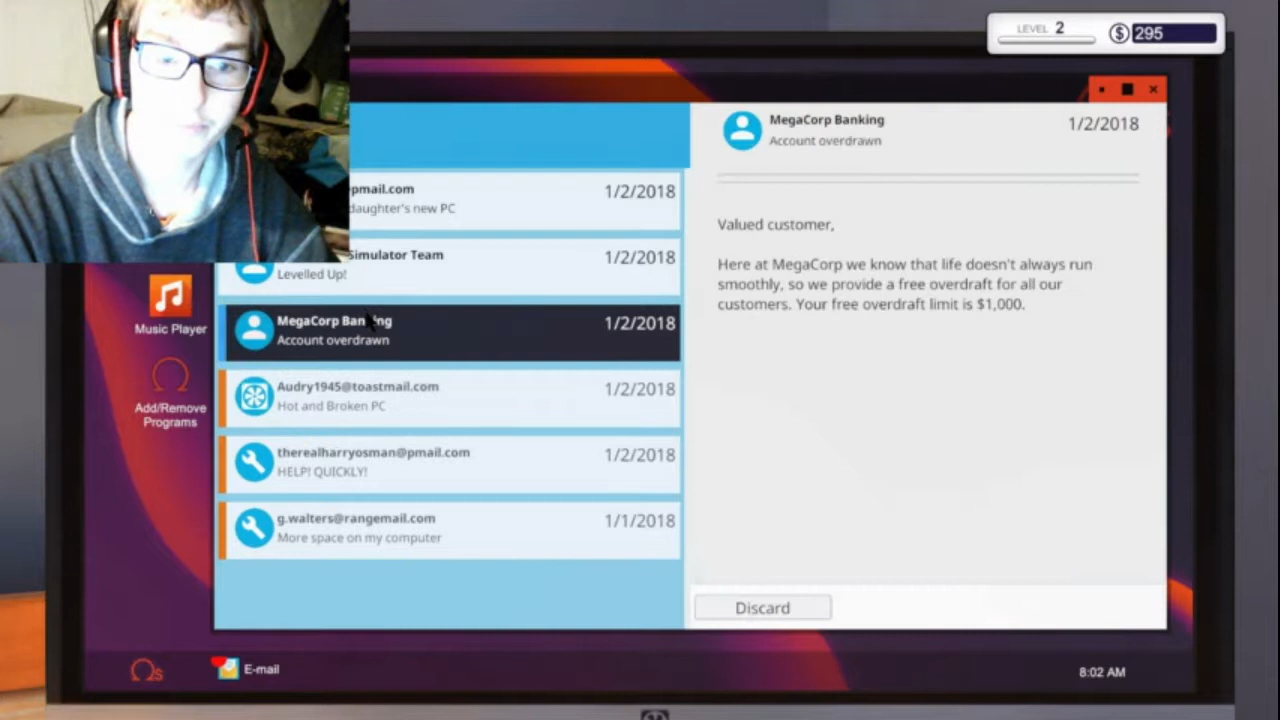 LEVEL 2
$ 295
pmail.com
1/2/2018
daughter's new PC
Simulator Team
1/2/2018
Levelled Up!
MegaCorp Banking
1/2/2018
Account overdrawn
Audry1945@toastmail.com
1/2/2018
Hot and Broken PC
therealharryosman@pmail.com
1/2/2018
HELP! QUICKLY!
g.walters@rangemail.com
1/1/2018
More space on my computer
MegaCorp Banking
1/2/2018
Account overdrawn
Valued customer,
Here at MegaCorp we know that life doesn't always run
smoothly, so we provide a free overdraft for all our
customers. Your free overdraft limit is $1,000.
Discard
Music Player
Add/Remove
Programs
Ωs
E-mail
8:02 AM